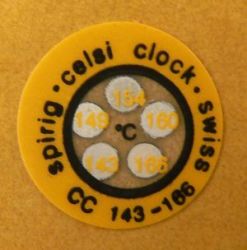 spirig · celsi clock · swiss
CC 143-166
154
149 160
°C
143 166